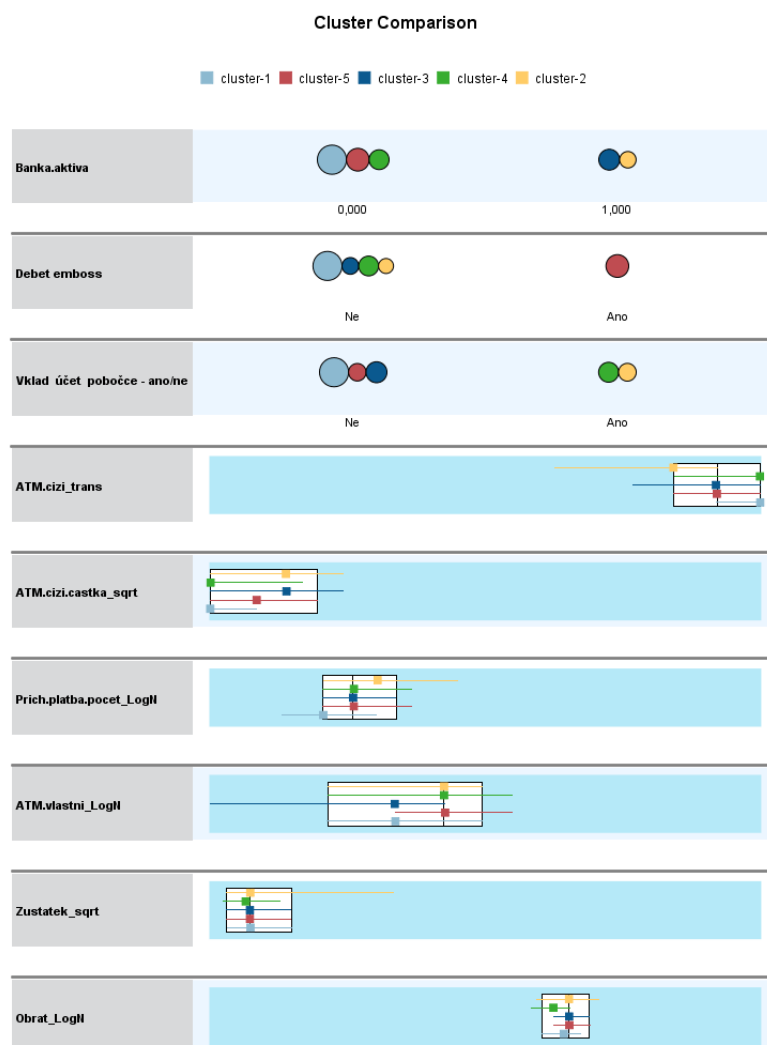 Cluster Comparison
cluster-1 cluster-5 cluster-3 cluster-4 cluster-2
Banka.aktiva
0,000 1,000
Debet emboss
Ne Ano
Vklad účet pobočce - ano/ne
Ne Ano
ATM.cizi_trans
ATM.cizi.castka_sqrt
Prich.platba.pocet_LogN
ATM.vlastni_LogN
Zustatek_sqrt
Obrat_LogN